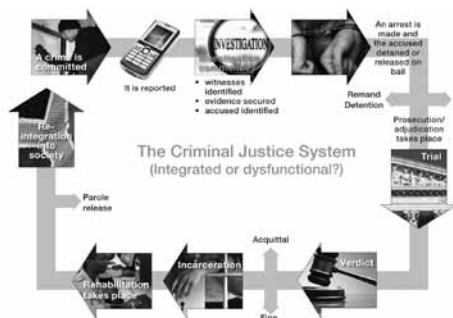 A crime is
committed
It is reported
INVESTIGATION
• witnesses
identified
• evidence secured
• accused identified
An arrest is
made and
the accused
detained or
released on
bail
Remand
Detention
Prosecution/
adjudication
takes place
Trial
The Criminal Justice System
(Integrated or dysfunctional?)
Verdict
Acquittal
Fine
Incarceration
Rehabilitation
takes place
Parole
release
Re-
integration
into
society